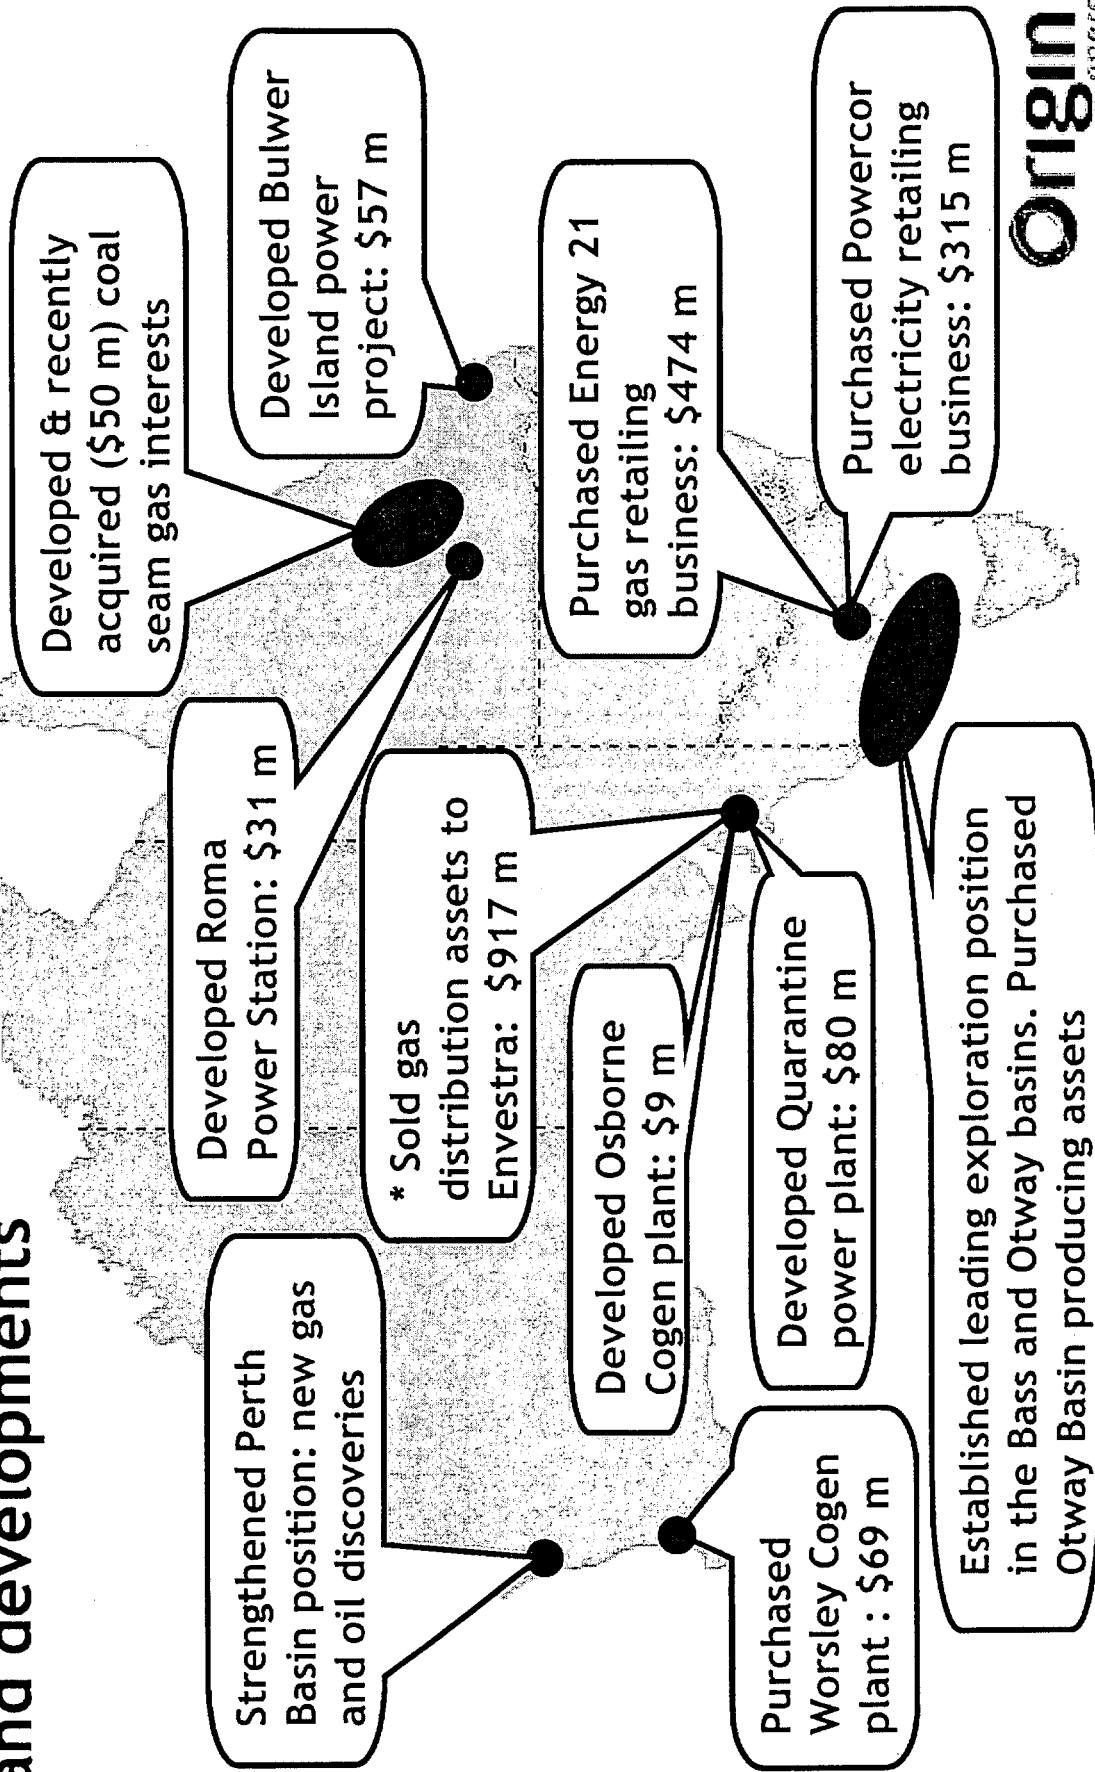 and developments
Developed & recently
acquired ($50 m) coal
seam gas interests
Developed Bulwer
Island power
project: $57 m
Developed Roma
Power Station: $31 m
Strengthened Perth
Basin position: new gas
and oil discoveries
* Sold gas
distribution assets to
Envestra: $917 m
Purchased Energy 21
gas retailing
business: $474 m
Developed Osborne
Cogen plant: $9 m
Developed Quarantine
power plant: $80 m
Purchased
Worsley Cogen
plant : $69 m
Purchased Powercor
electricity retailing
business: $315 m
Established leading exploration position
in the Bass and Otway basins. Purchased
Otway Basin producing assets
Origin